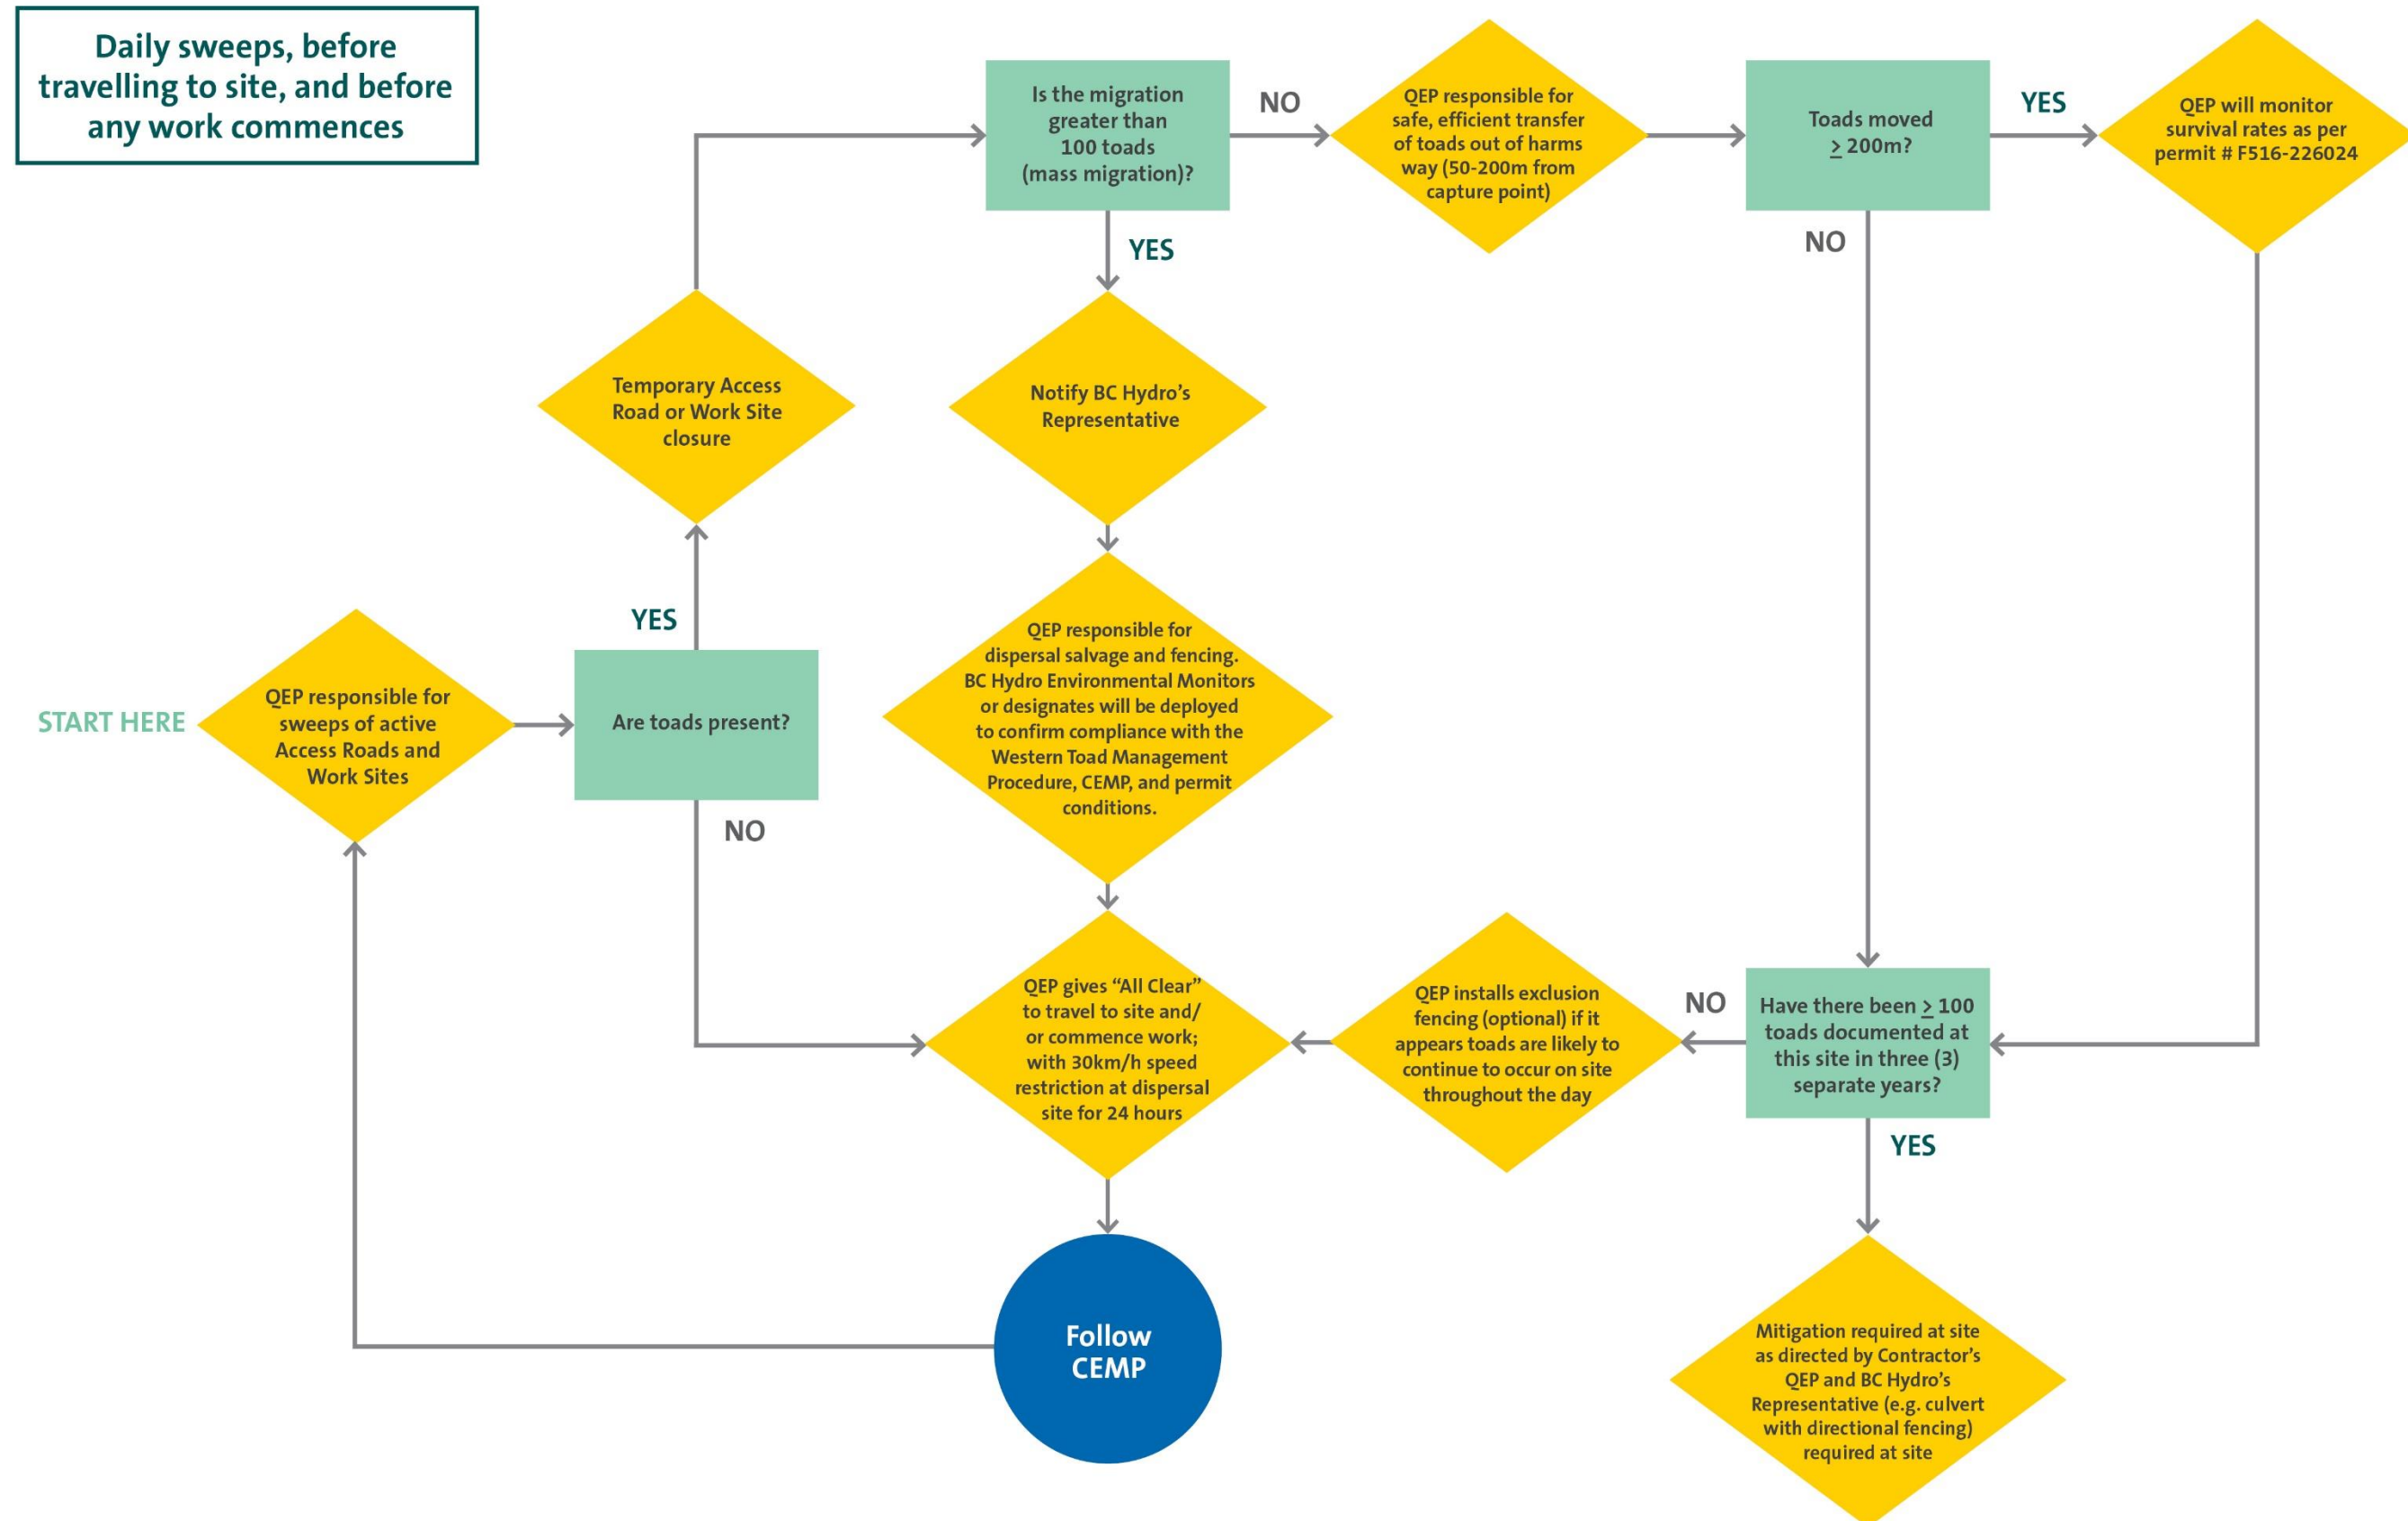 Daily sweeps, before
travelling to site, and before
any work commences
START HERE
QEP responsible for
sweeps of active
Access Roads and
Work Sites
Are toads present?
YES
NO
Temporary Access
Road or Work Site
closure
Is the migration
greater than
100 toads
(mass migration)?
NO
YES
QEP responsible for
safe, efficient transfer
of toads out of harms
way (50-200m from
capture point)
Toads moved
≥ 200m?
YES
NO
QEP will monitor
survival rates as per
permit # F516-226024
Notify BC Hydro’s
Representative
QEP responsible for
dispersal salvage and fencing.
BC Hydro Environmental Monitors
or designates will be deployed
to confirm compliance with the
Western Toad Management
Procedure, CEMP, and permit
conditions.
QEP gives “All Clear”
to travel to site and/
or commence work;
with 30km/h speed
restriction at dispersal
site for 24 hours
QEP installs exclusion
fencing (optional) if it
appears toads are likely to
continue to occur on site
throughout the day
NO
Have there been ≥ 100
toads documented at
this site in three (3)
separate years?
YES
Mitigation required at site
as directed by Contractor’s
QEP and BC Hydro’s
Representative (e.g. culvert
with directional fencing)
required at site
Follow
CEMP